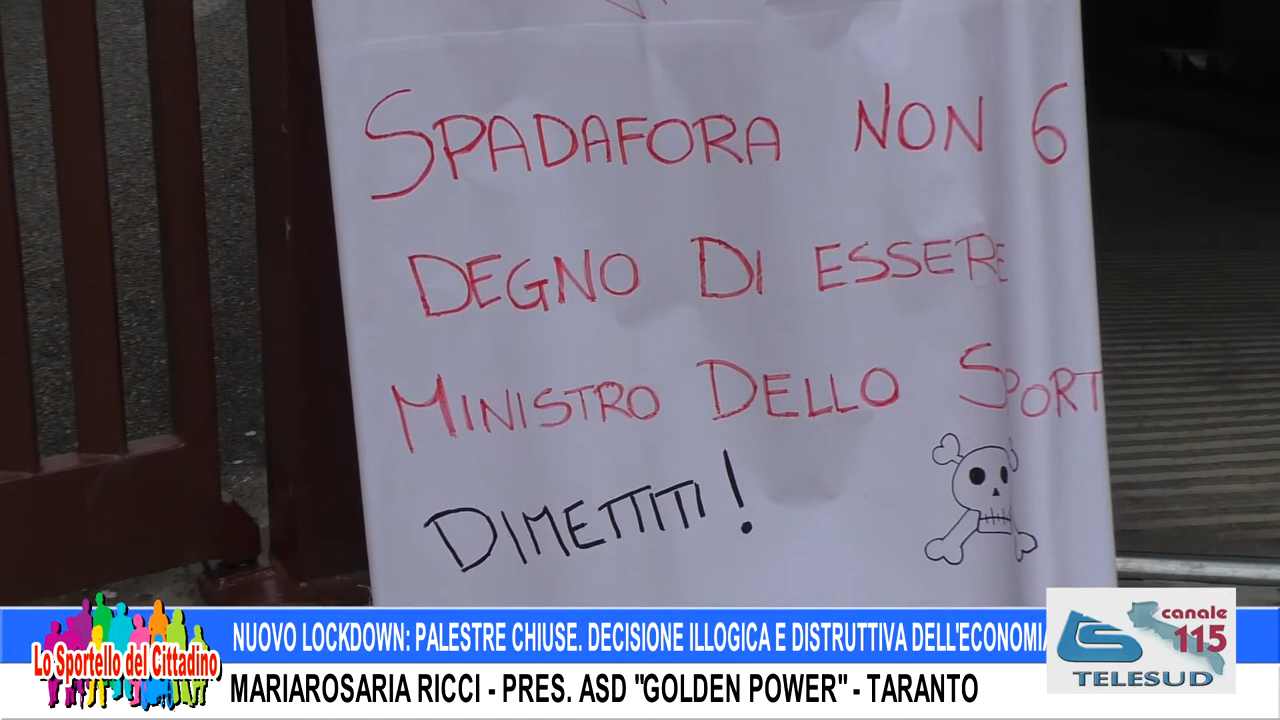 SPADAFORA NON 6
DEGNO DI ESSERE
MINISTRO DELLO SPORT
DIMETTITI!
NUOVO LOCKDOWN: PALESTRE CHIUSE. DECISIONE ILLOGICA E DISTRUTTIVA DELL'ECONOMIA
Lo Sportello del Cittadino
MARIAROSARIA RICCI - PRES. ASD "GOLDEN POWER" - TARANTO
canale
115
TELESUD